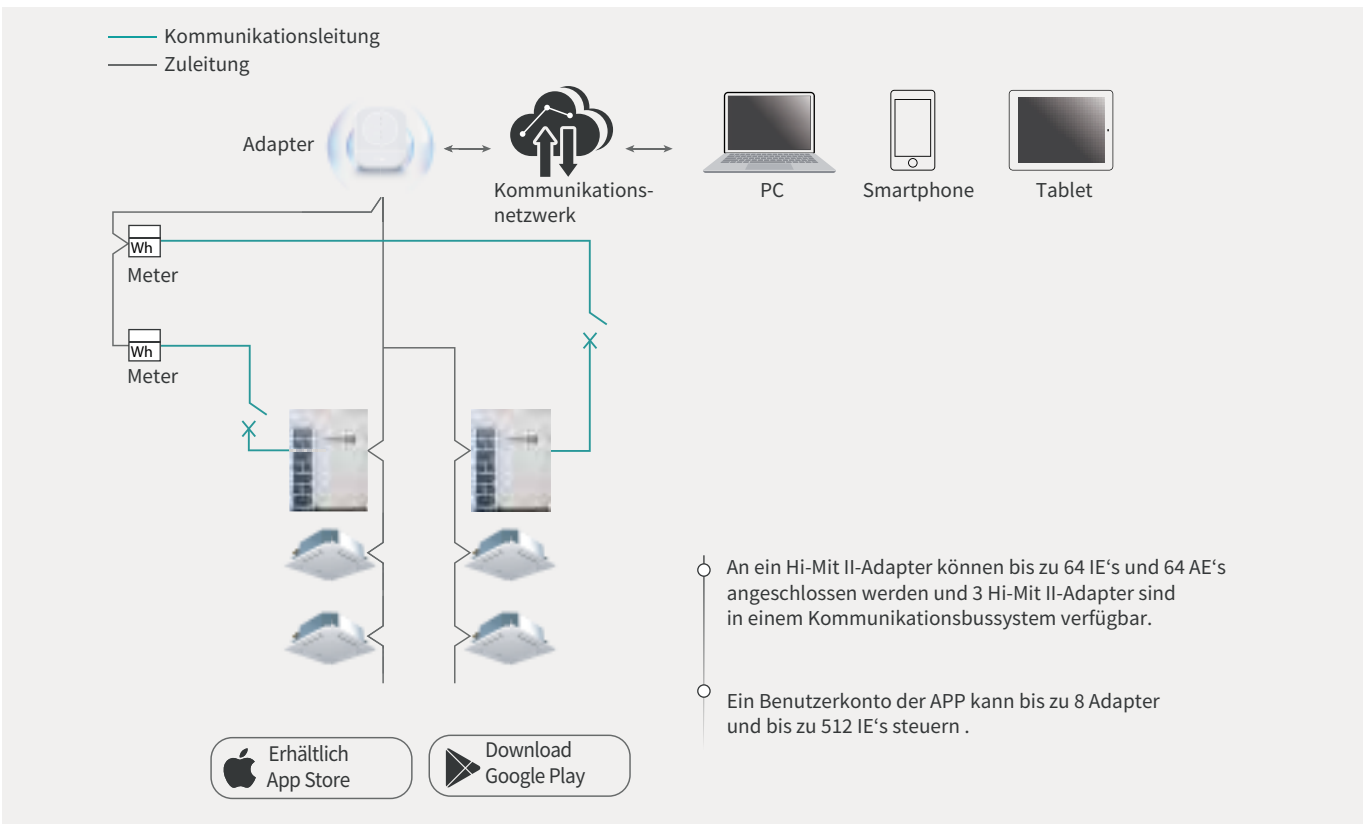 Kommunikationsleitung
Zuleitung
Adapter
Kommunikations-
netzwerk
PC
Smartphone
Tablet
Wh
Meter
Wh
Meter
An ein Hi-Mit II-Adapter können bis zu 64 IE‘s und 64 AE‘s
angeschlossen werden und 3 Hi-Mit II-Adapter sind
in einem Kommunikationsbussystem verfügbar.
Ein Benutzerkonto der APP kann bis zu 8 Adapter
und bis zu 512 IE‘s steuern .
Erhältlich
App Store
Download
Google Play